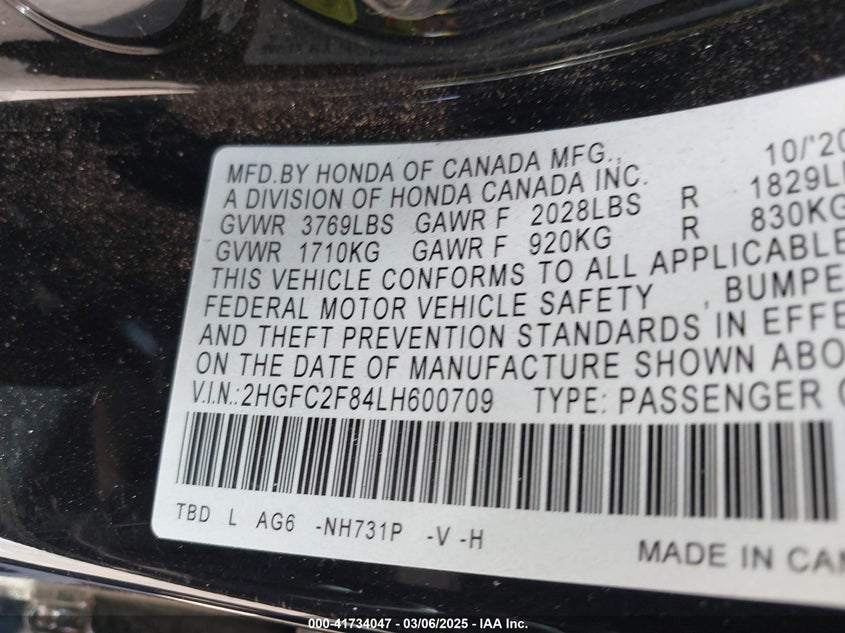 MFD.BY HONDA OF CANADA MFG., 10/'20
A DIVISION OF HONDA CANADA INC.
GVWR 3769LBS GAWR F 2028LBS R 1829L
GVWR 1710KG GAWR F 920KG R 830KG
THIS VEHICLE CONFORMS TO ALL APPLICABLE
FEDERAL MOTOR VEHICLE SAFETY , BUMPE
AND THEFT PREVENTION STANDARDS IN EFFE
ON THE DATE OF MANUFACTURE SHOWN ABO
V.I.N.:2HGFC2F84LH600709 TYPE: PASSENGER
TBD L AG6 -NH731P -V -H
MADE IN CAN
000-41734047 - 03/06/2025 - IAA Inc.